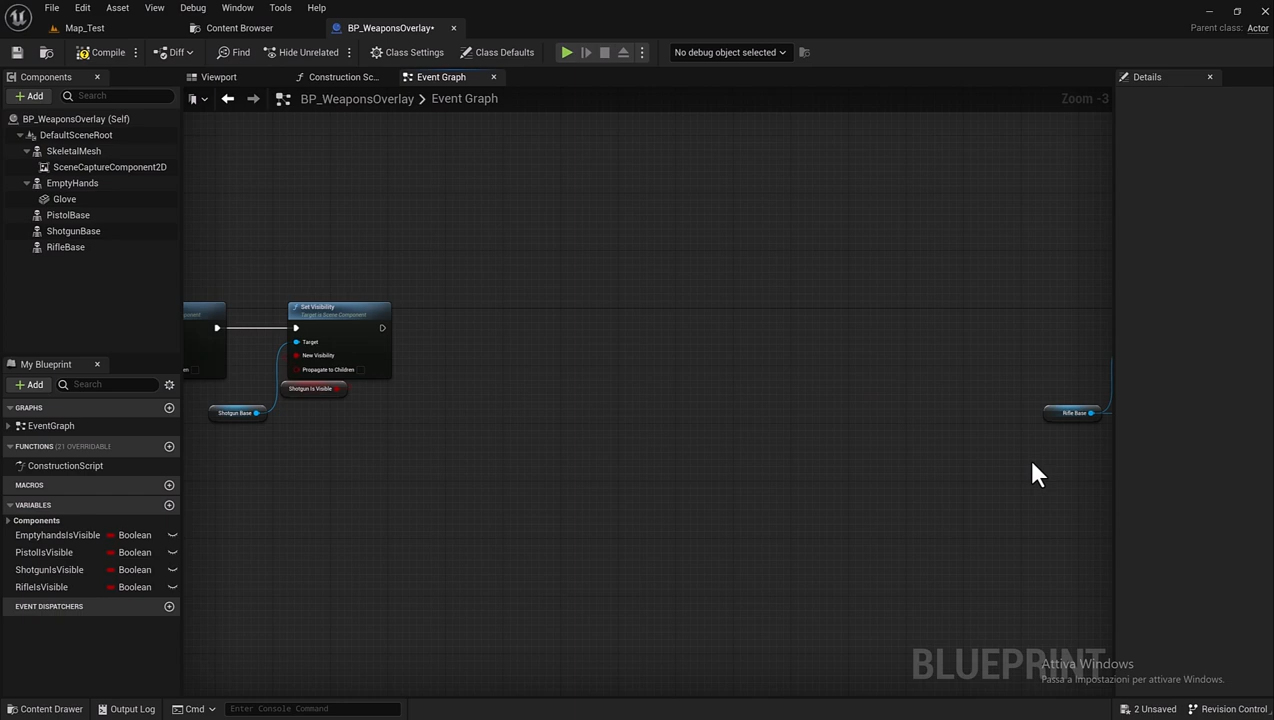 File Edit Asset View Debug Window Tools Help
Map_Test Content Browser BP_WeaponsOverlay*
Parent class: Actor
Compile Diff Find Hide Unrelated Class Settings Class Defaults No debug object selected
Components Viewport Construction Sc... Event Graph Details
Add Search
BP_WeaponsOverlay Event Graph Zoom -3
BP_WeaponsOverlay (Self)
DefaultSceneRoot
SkeletalMesh
SceneCaptureComponent2D
EmptyHands
Glove
PistolBase
ShotgunBase
RifleBase
Set Visibility
Target is Scene Component
Target
New Visibility
Propagate to Children
Shotgun Is Visible
Shotgun Base
Rifle Base
My Blueprint
Add Search
GRAPHS
EventGraph
FUNCTIONS (21 OVERRIDABLE
ConstructionScript
MACROS
VARIABLES
Components
EmptyhandsIsVisible Boolean
PistolIsVisible Boolean
ShotgunIsVisible Boolean
RifleIsVisible Boolean
EVENT DISPATCHERS
BLUEPRINT
Attiva Windows
Passa a Impostazioni per attivare Windows.
Content Drawer Output Log Cmd Enter Console Command 2 Unsaved Revision Control